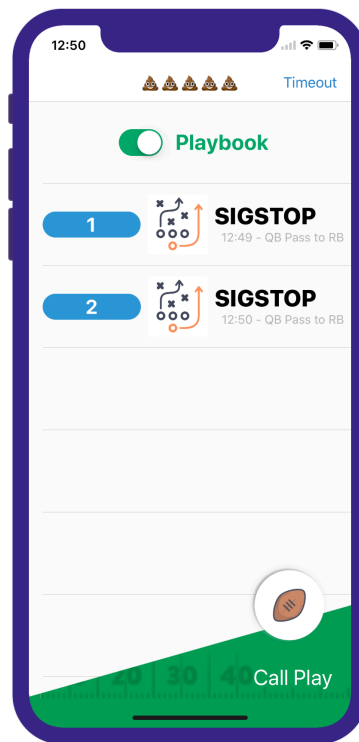 12:50
💩💩💩💩💩 Timeout
Playbook
1 SIGSTOP
12:49 - QB Pass to RB
2 SIGSTOP
12:50 - QB Pass to RB
20 30 40
Call Play